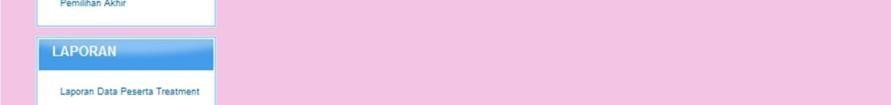 Pemilihan Akhir
LAPORAN
Laporan Data Peserta Treatment